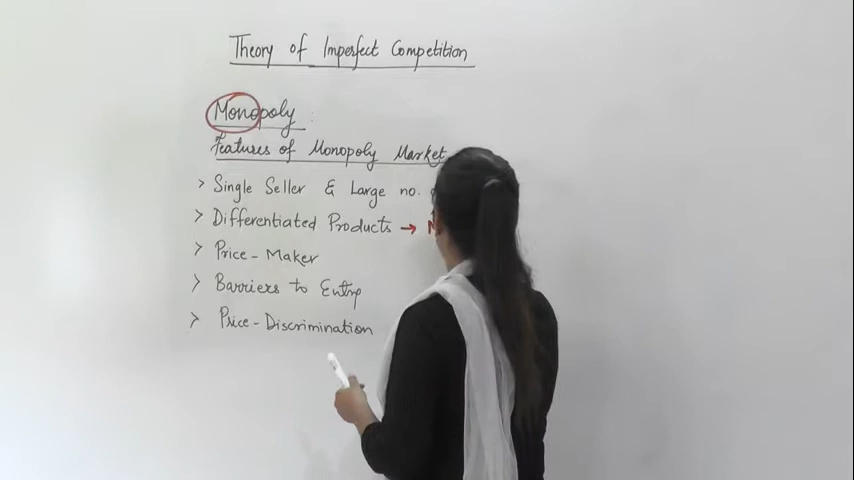 Theory of Imperfect Competition
Monopoly :
Features of Monopoly Market
> Single Seller & Large no.
> Differentiated Products →
> Price - Maker
> Barriers to Entry
> Price - Discrimination